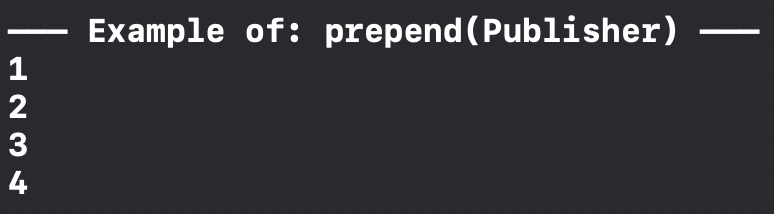 ——— Example of: prepend(Publisher) ———
1
2
3
4